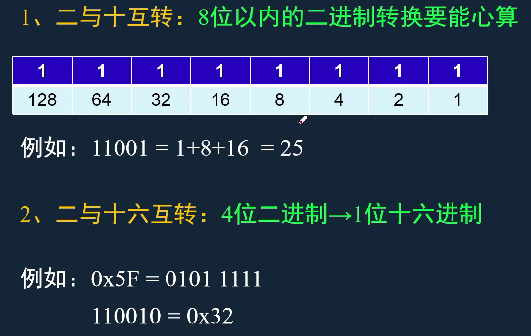 1、二与十互转：8位以内的二进制转换要能心算
1 1 1 1 1 1 1 1
128 64 32 16 8 4 2 1
例如：11001 = 1+8+16 = 25
2、二与十六互转：4位二进制→1位十六进制
例如：0x5F = 0101 1111
110010 = 0x32